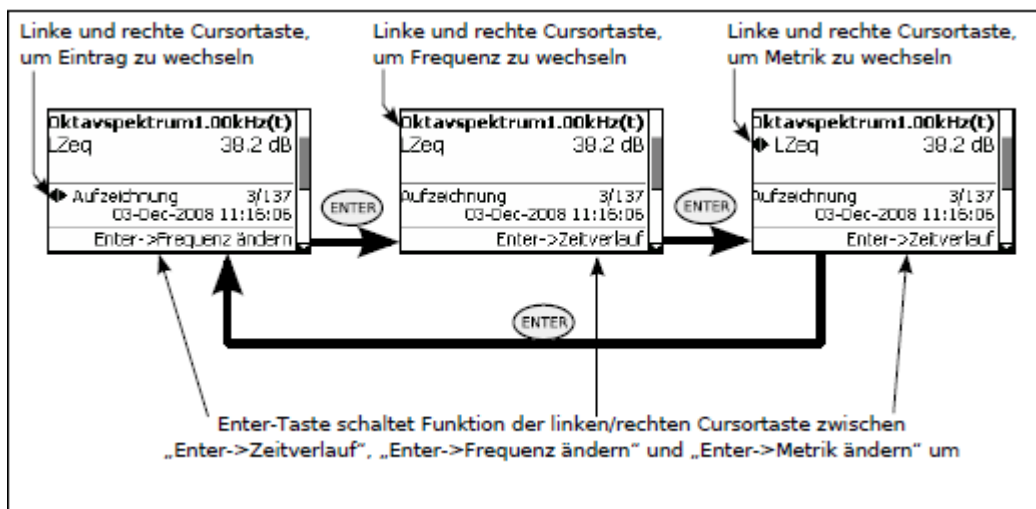 Linke und rechte Cursortaste,
um Eintrag zu wechseln
Linke und rechte Cursortaste,
um Frequenz zu wechseln
Linke und rechte Cursortaste,
um Metrik zu wechseln
Oktavspektrum1.00kHz(t)
LZeq 38.2 dB
Aufzeichnung 3/137
03-Dec-2008 11:16:06
Enter->Frequenz ändern
ENTER
Oktavspektrum1.00kHz(t)
LZeq 38.2 dB
Aufzeichnung 3/137
03-Dec-2008 11:16:06
Enter->Zeitverlauf
ENTER
Oktavspektrum1.00kHz(t)
LZeq 38.2 dB
Aufzeichnung 3/137
03-Dec-2008 11:16:06
Enter->Zeitverlauf
ENTER
Enter-Taste schaltet Funktion der linken/rechten Cursortaste zwischen
„Enter->Zeitverlauf“, „Enter->Frequenz ändern“ und „Enter->Metrik ändern“ um